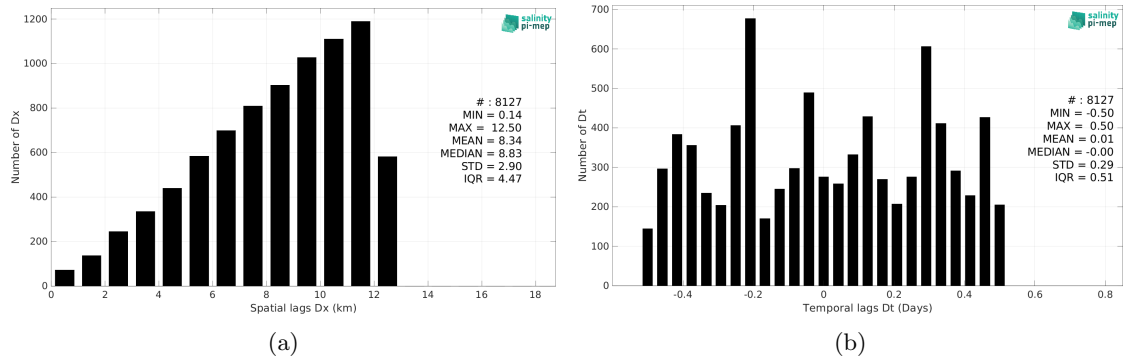 1200
1000
800
600
400
200
0
Number of Dx
0 2 4 6 8 10 12 14 16 18
Spatial lags Dx (km)
salinity
pi-mep
# : 8127
MIN = 0.14
MAX = 12.50
MEAN = 8.34
MEDIAN = 8.83
STD = 2.90
IQR = 4.47
(a)
700
600
500
400
300
200
100
0
Number of Dt
-0.4 -0.2 0 0.2 0.4 0.6 0.8
Temporal lags Dt (Days)
salinity
pi-mep
# : 8127
MIN = -0.50
MAX = 0.50
MEAN = 0.01
MEDIAN = -0.00
STD = 0.29
IQR = 0.51
(b)